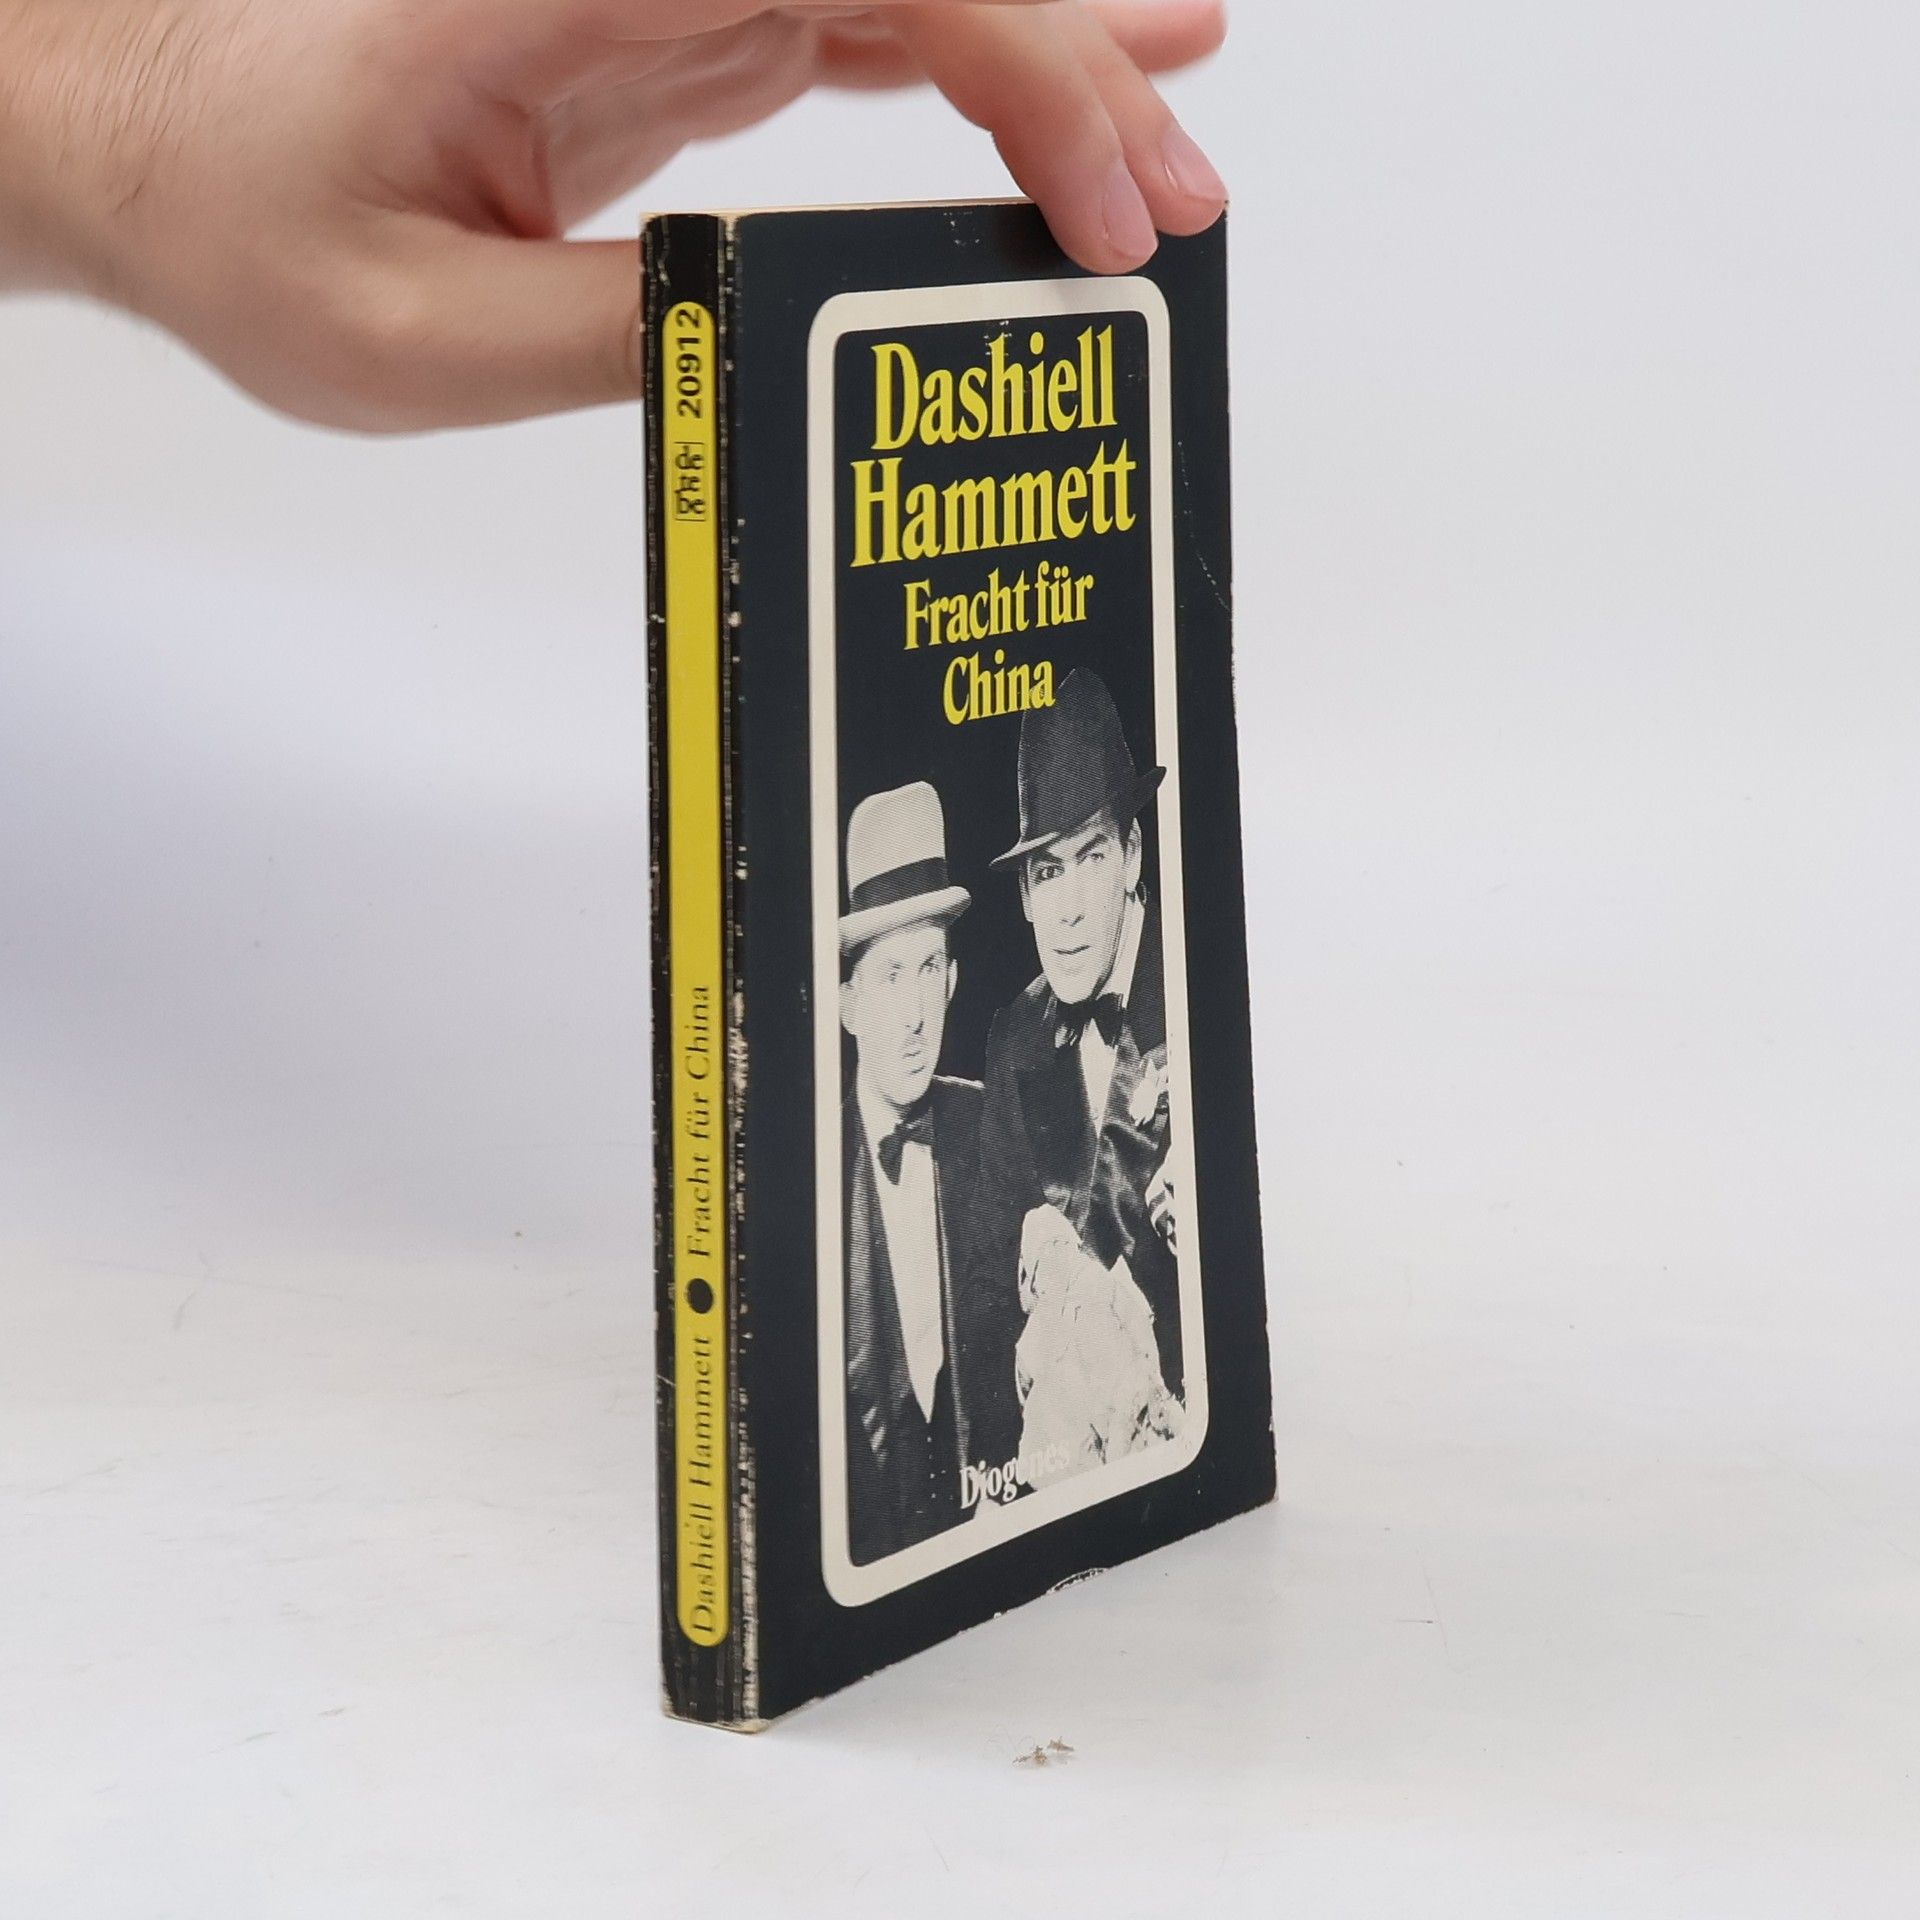 Dashiell
Hammett
Fracht für
China
Diogenes
Dashiell Hammett ● Fracht für China
20912